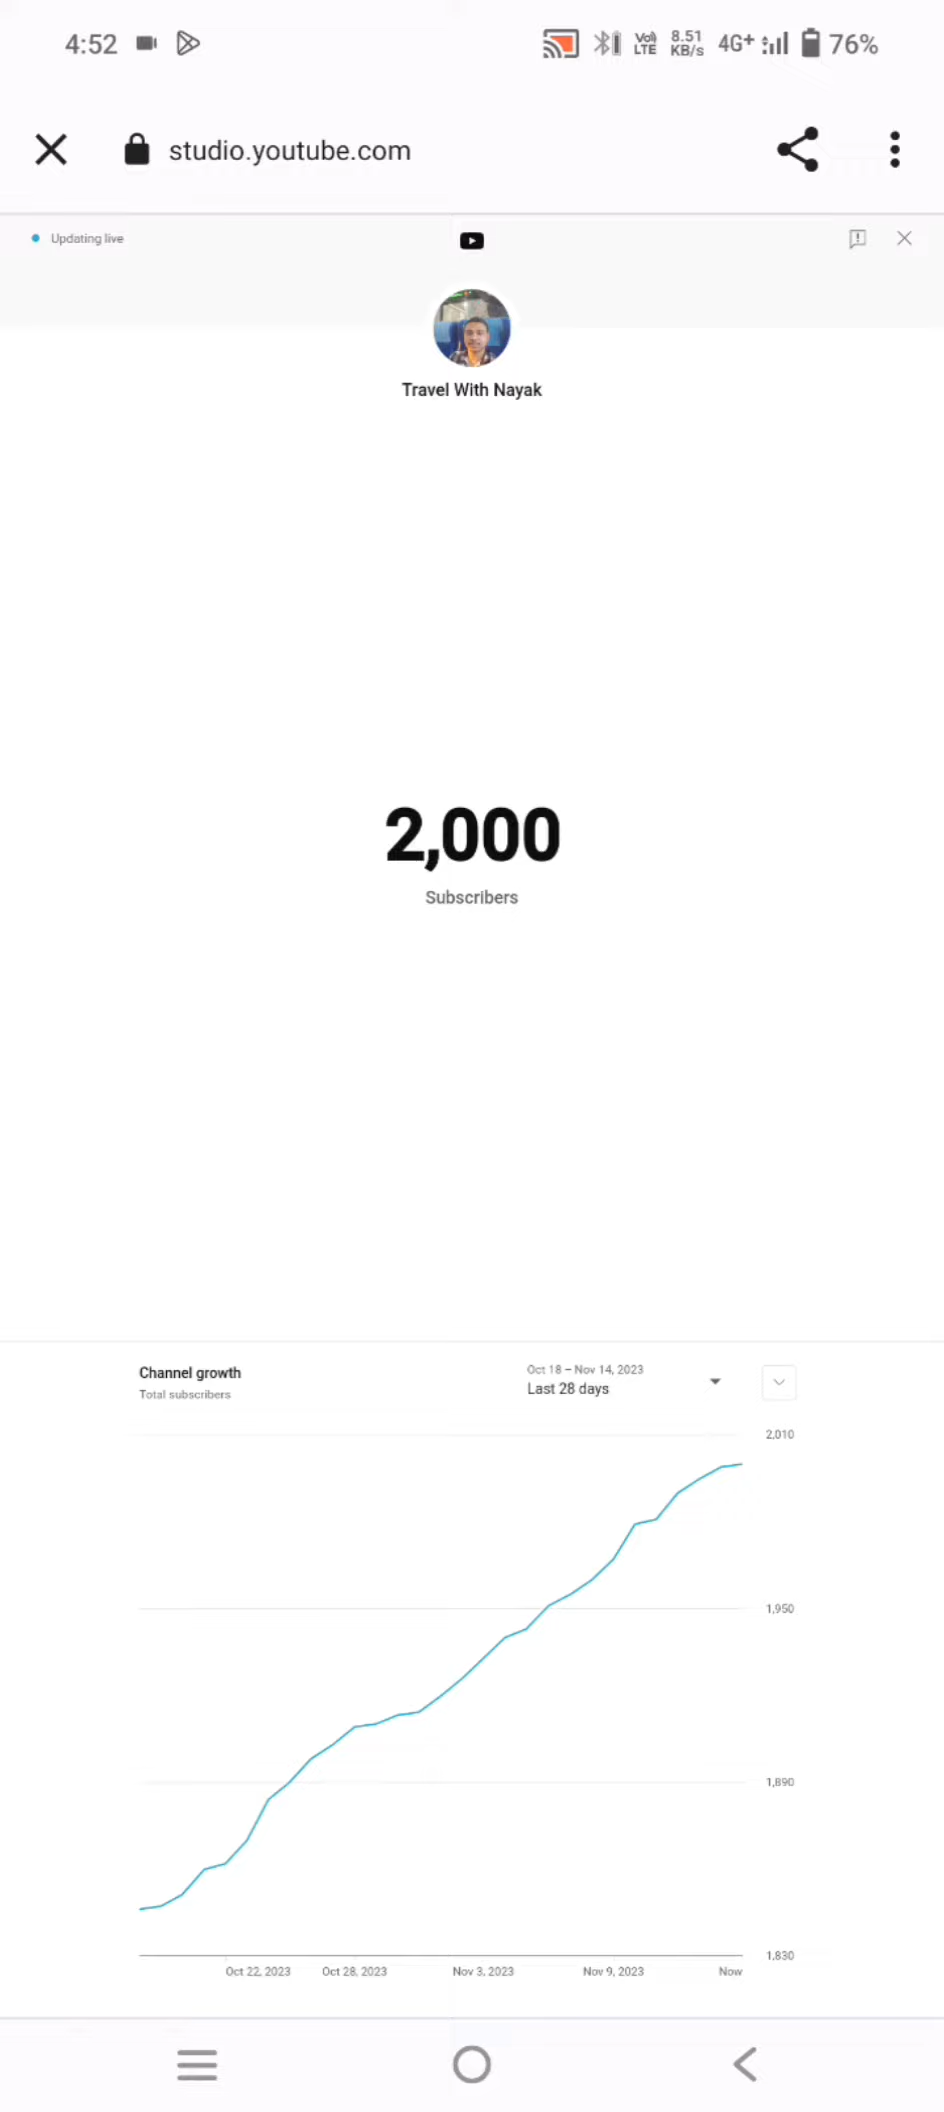 4:52 Vo) LTE 8.51 KB/s 4G+ 76%
studio.youtube.com
Updating live
Travel With Nayak
2,000
Subscribers
Channel growth
Total subscribers
Oct 18 – Nov 14, 2023
Last 28 days
2,010
1,950
1,890
1,830
Oct 22, 2023 Oct 28, 2023 Nov 3, 2023 Nov 9, 2023 Now